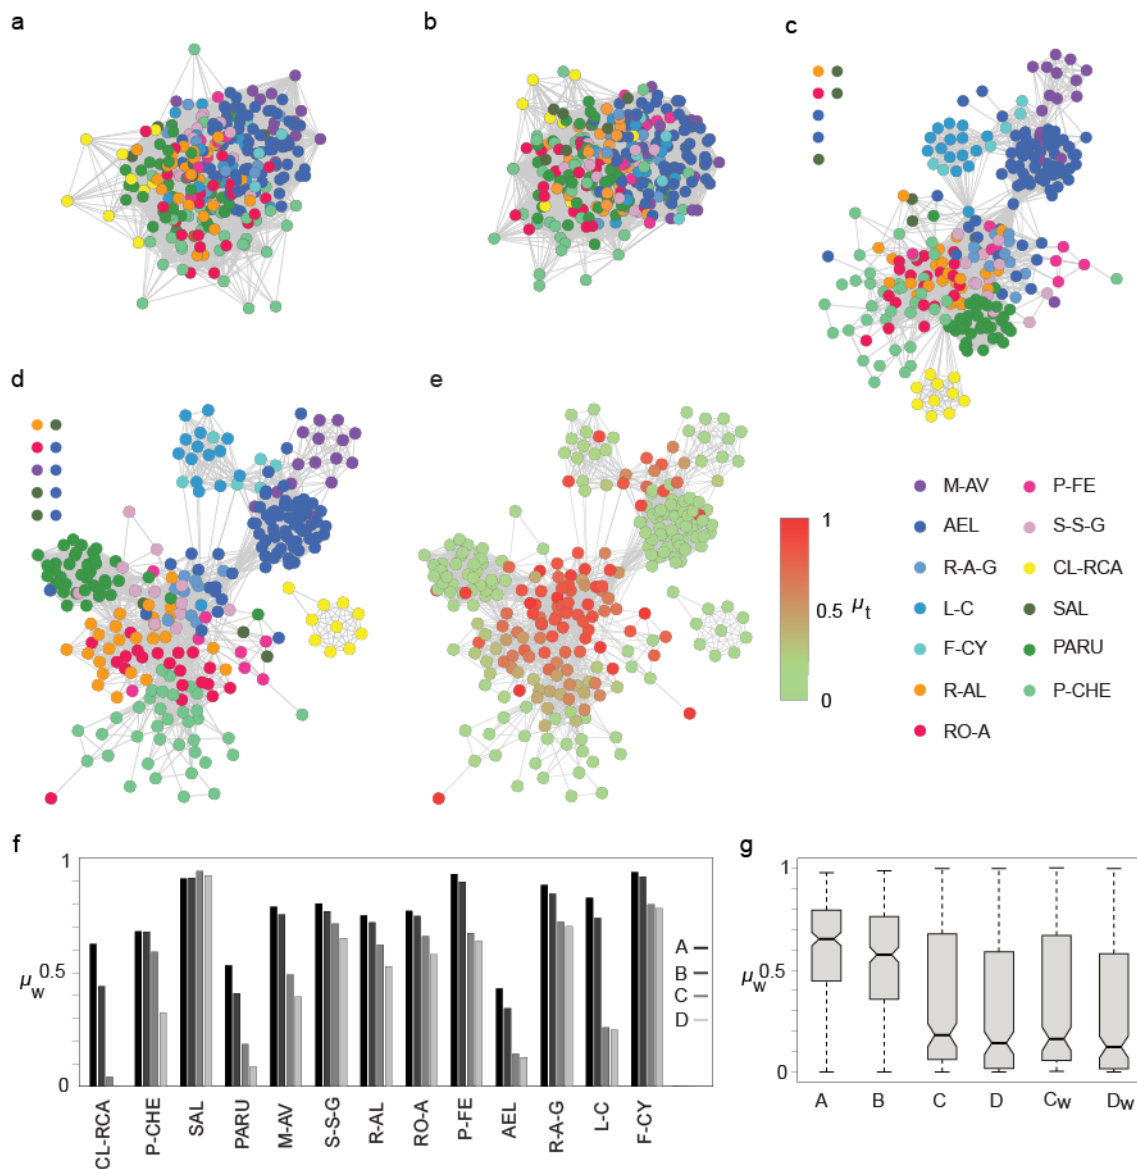 a
b
c
d
e
1
0.5
μt
0
M-AV
AEL
R-A-G
L-C
F-CY
R-AL
RO-A
P-FE
S-S-G
CL-RCA
SAL
PARU
P-CHE
f
1
0.5
μw
0
A
B
C
D
CL-RCA
P-CHE
SAL
PARU
M-AV
S-S-G
R-AL
RO-A
P-FE
AEL
R-A-G
L-C
F-CY
g
1
0.5
μw
0
A
B
C
D
Cw
Dw